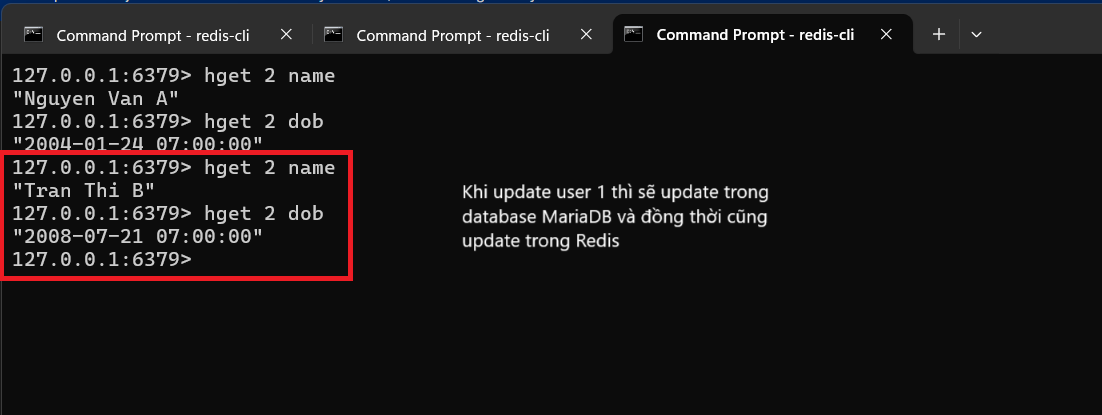 Command Prompt - redis-cli
Command Prompt - redis-cli
Command Prompt - redis-cli
127.0.0.1:6379> hget 2 name
"Nguyen Van A"
127.0.0.1:6379> hget 2 dob
"2004-01-24 07:00:00"
127.0.0.1:6379> hget 2 name
"Tran Thi B"
127.0.0.1:6379> hget 2 dob
"2008-07-21 07:00:00"
127.0.0.1:6379>
Khi update user 1 thì sẽ update trong
database MariaDB và đồng thời cũng
update trong Redis